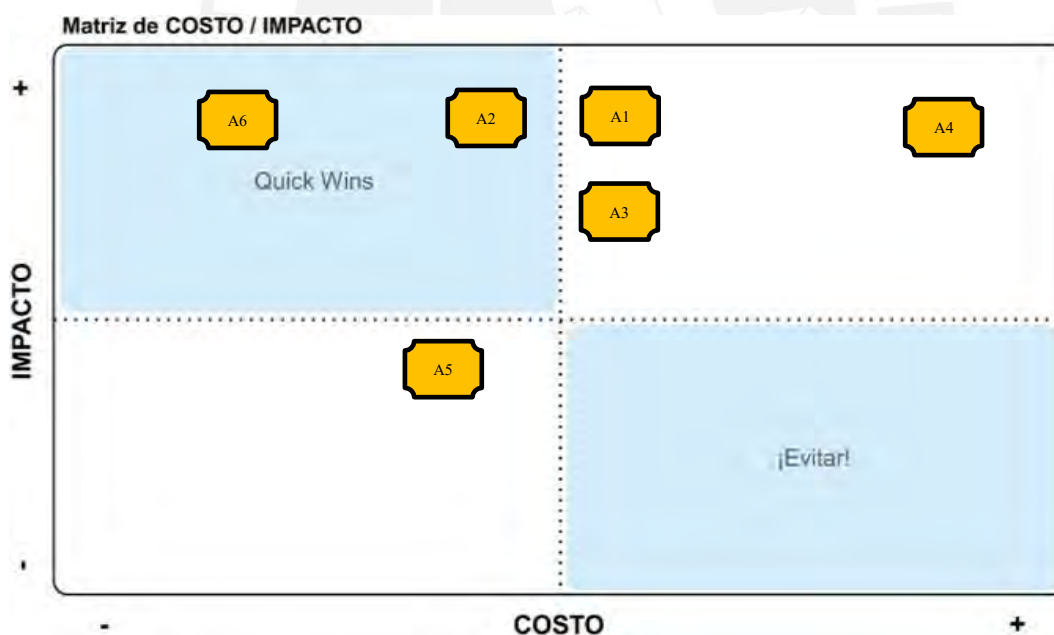 Matriz de COSTO / IMPACTO
+
A6
A2
A1
A4
Quick Wins
A3
IMPACTO
A5
¡Evitar!
-
-
COSTO
+